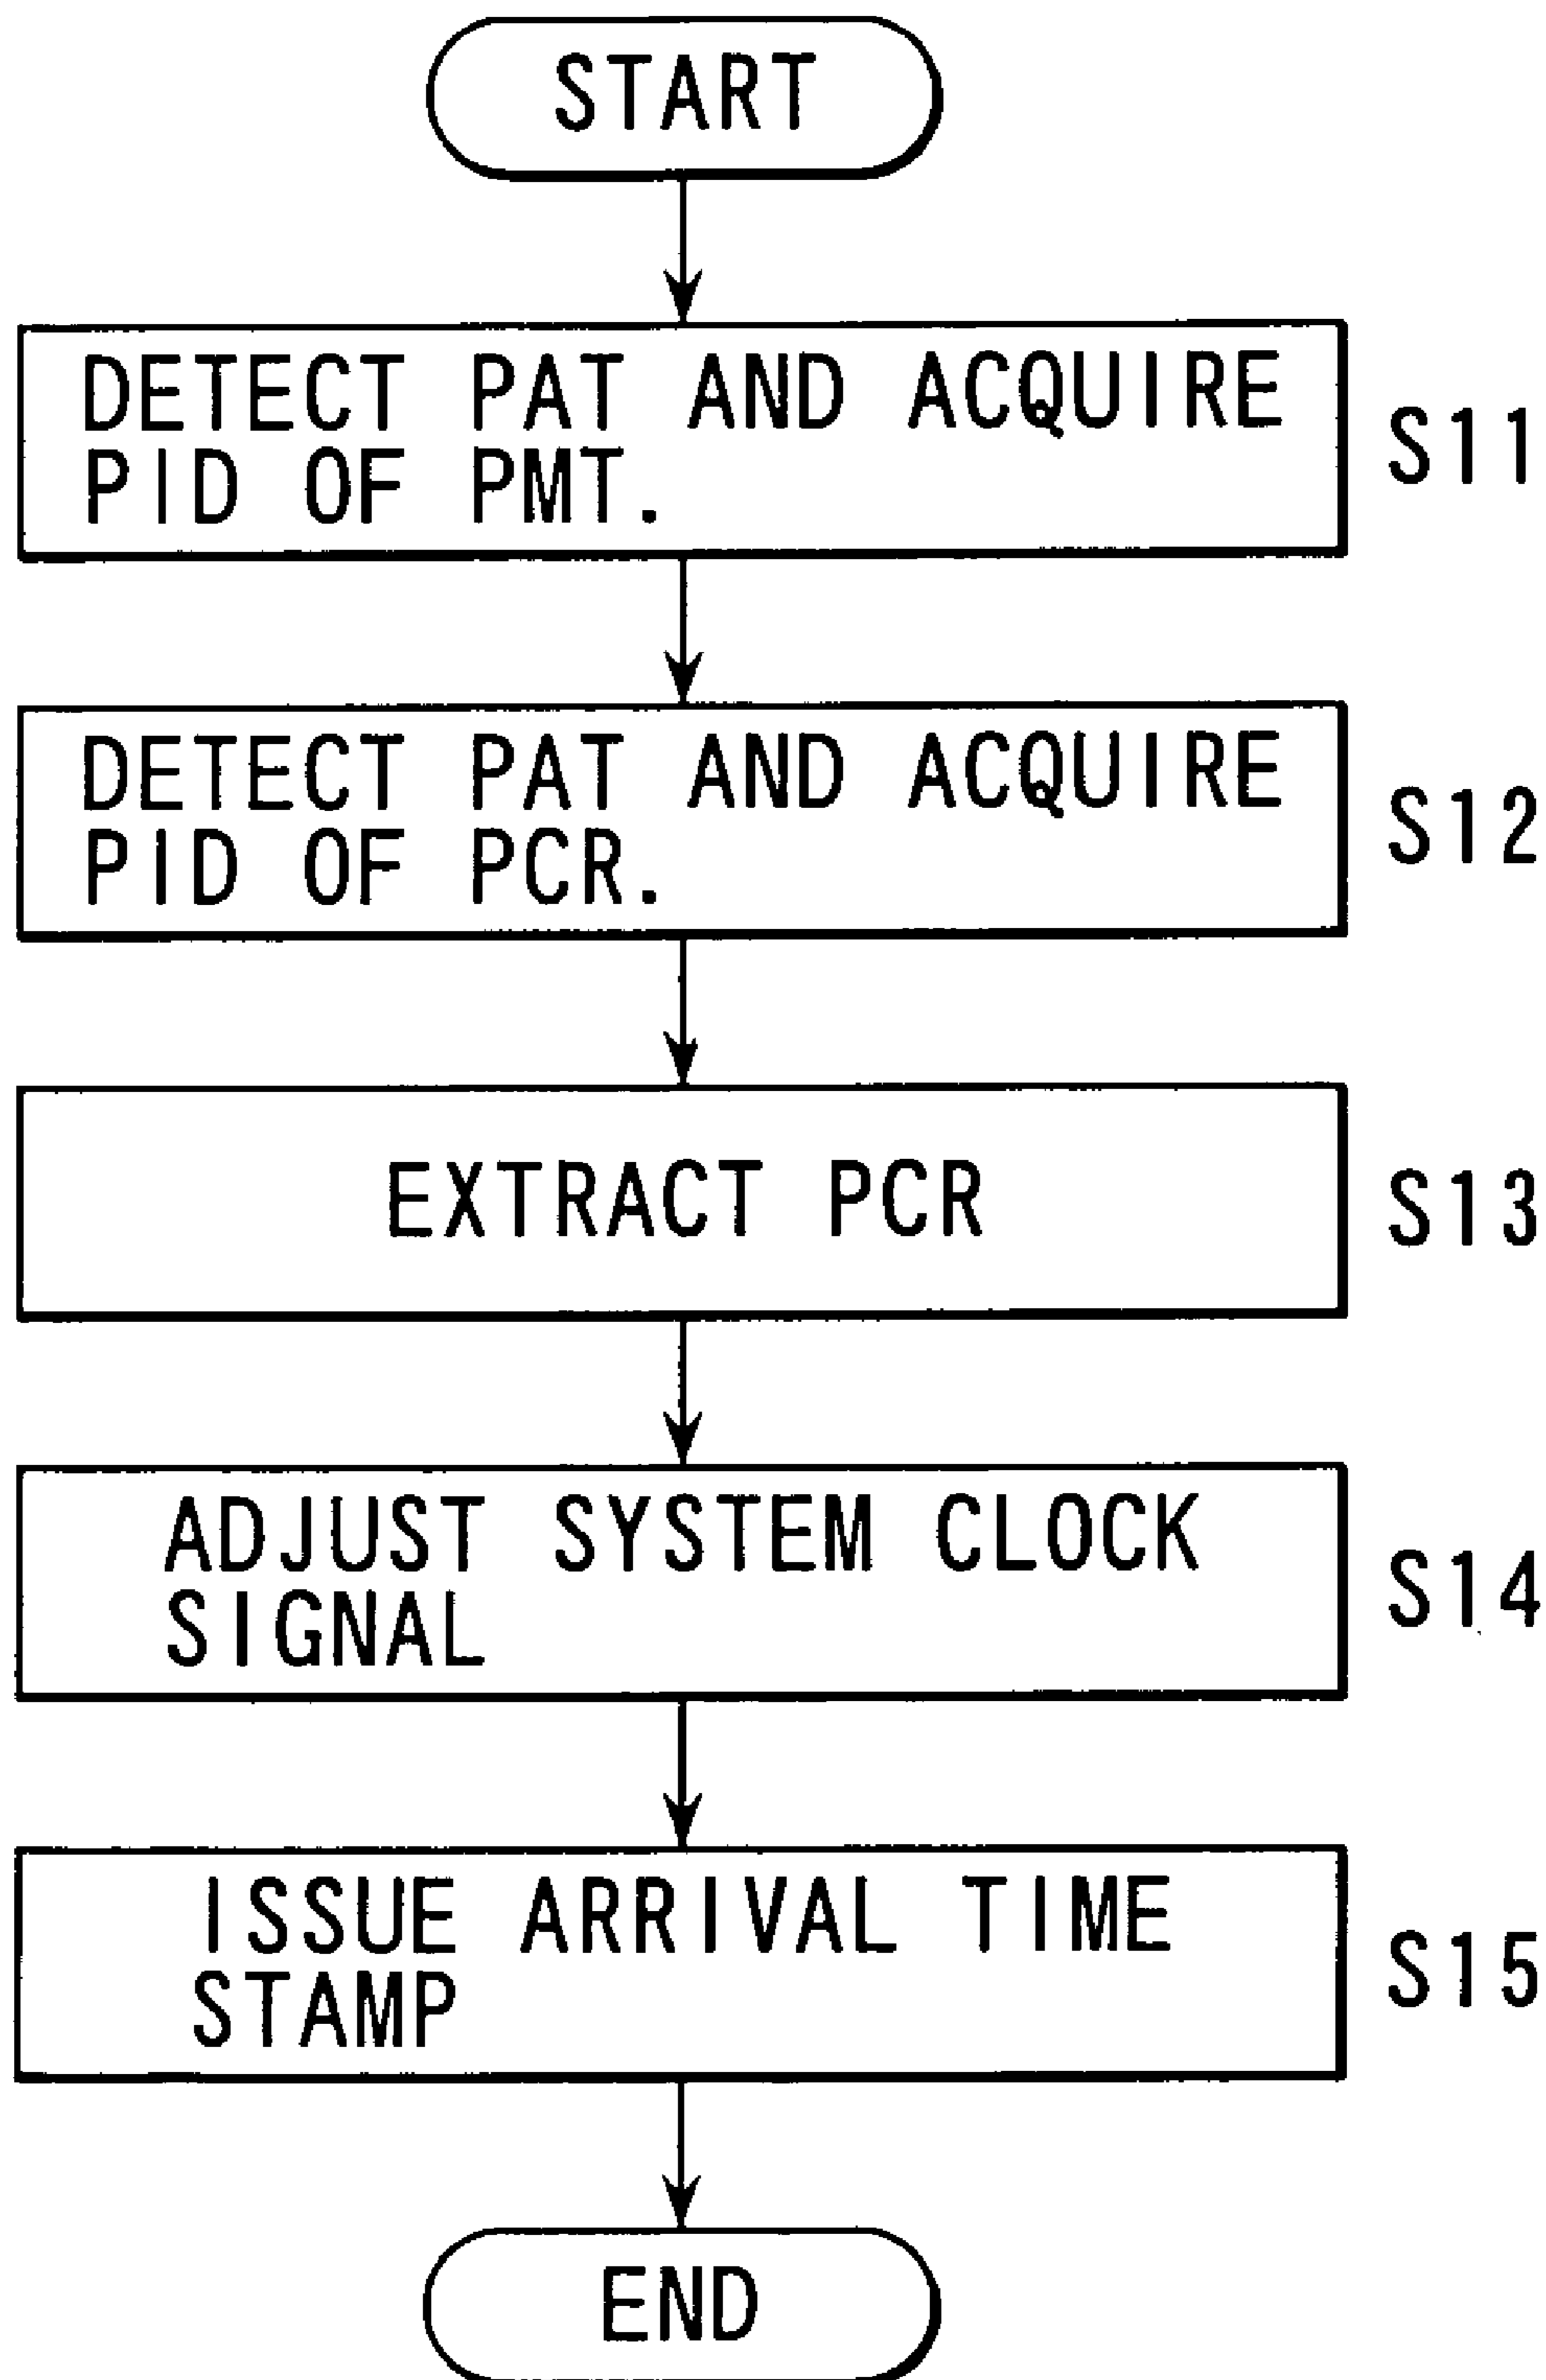 START
DETECT PAT AND ACQUIRE
PID OF PMT.
S11
DETECT PAT AND ACQUIRE
PID OF PCR.
S12
EXTRACT PCR
S13
ADJUST SYSTEM CLOCK
SIGNAL
S14
ISSUE ARRIVAL TIME
STAMP
S15
END